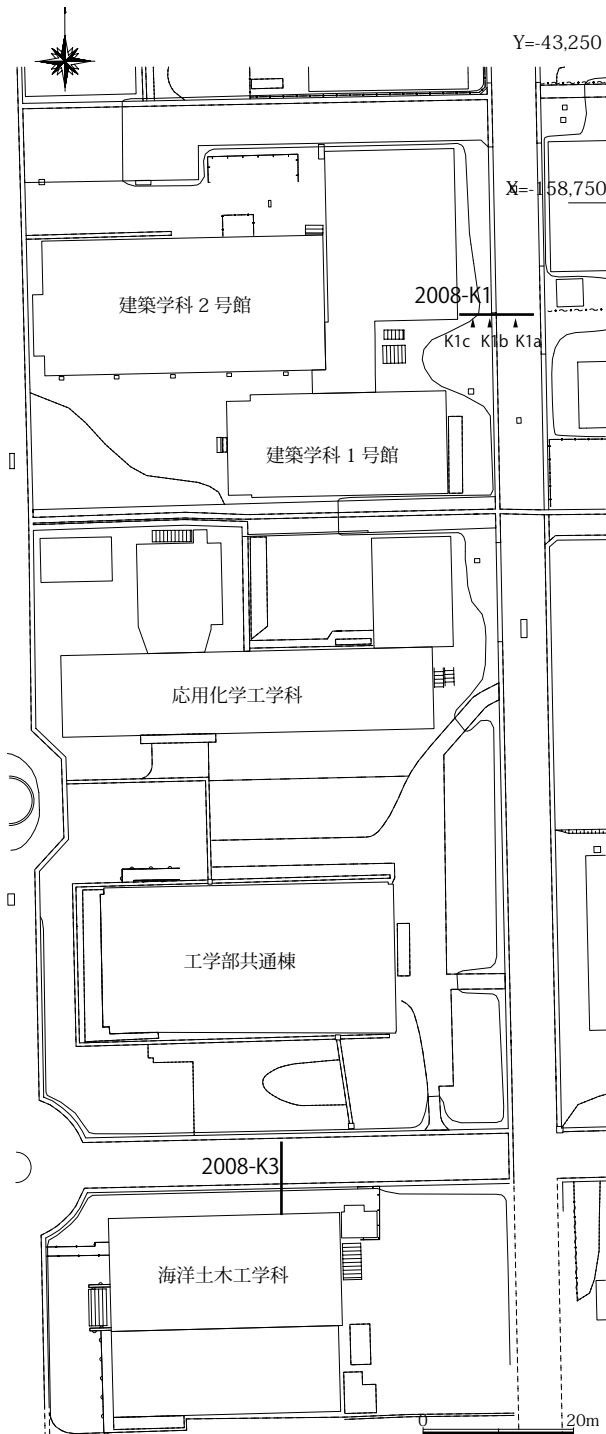 Y=-43,250
X=-158,750
2008-K1
建築学科 2 号館
K1c K1b K1a
建築学科 1 号館
応用化学工学科
工学部共通棟
2008-K3
海洋土木工学科
0 20m